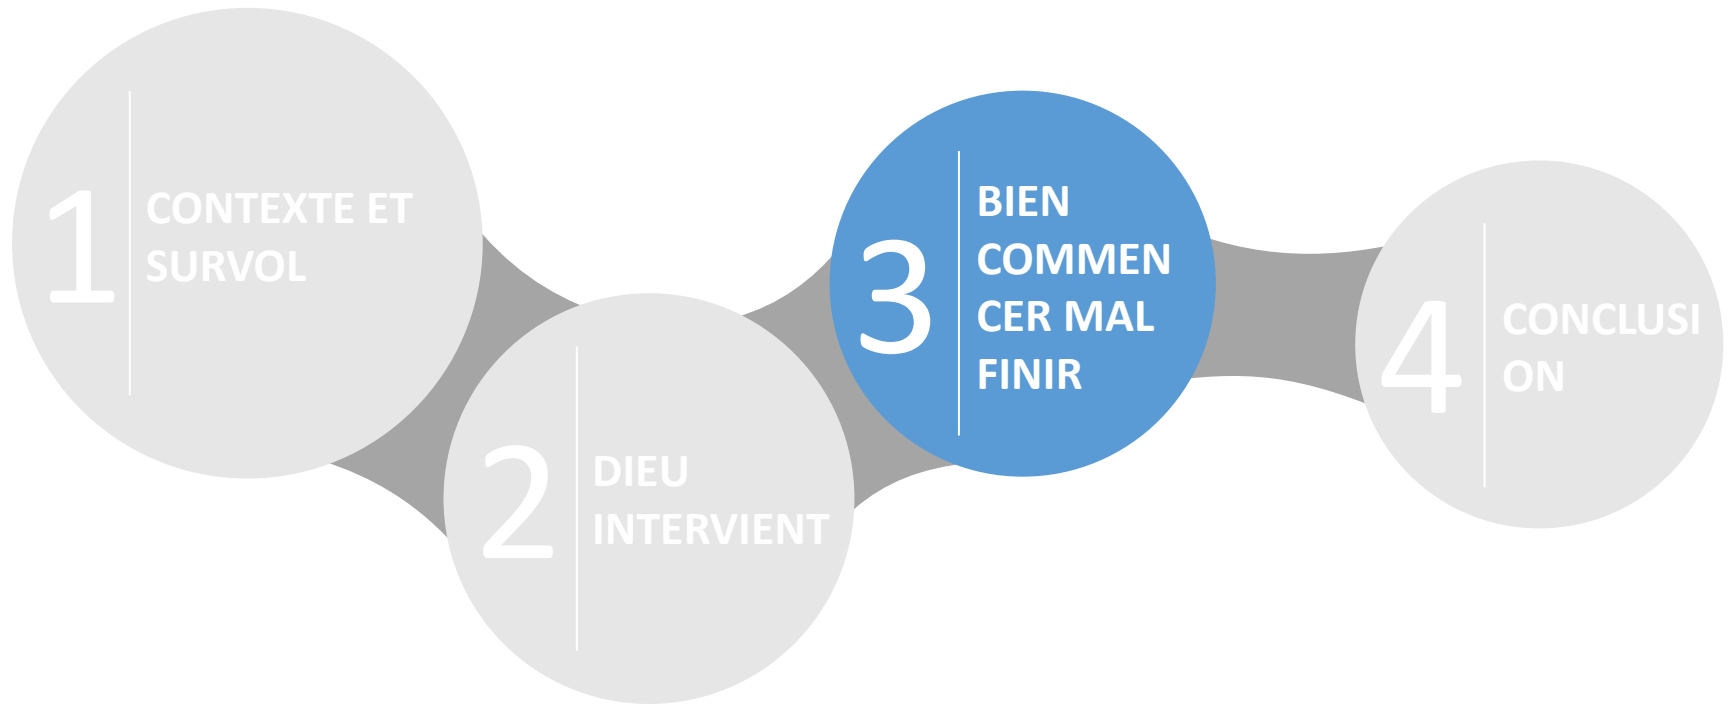 1
CONTEXTE ET
SURVOL
2
DIEU
INTERVIENT
3
BIEN
COMMEN
CER MAL
FINIR
4
CONCLUSI
ON